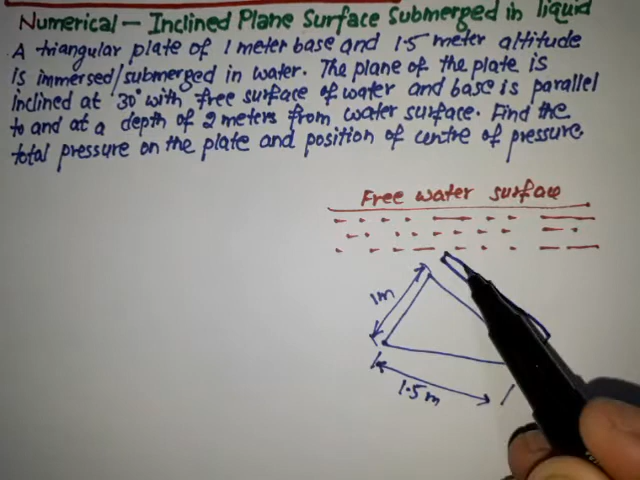 Numerical - Inclined Plane Surface Submerged in liquid
A triangular plate of 1 meter base and 1.5 meter altitude
is immersed/submerged in water. The plane of the plate is
inclined at 30° with free surface of water and base is parallel
to and at a depth of 2 meters from water surface. Find the
total pressure on the plate and position of centre of pressure.
Free water surface
1m
1.5m